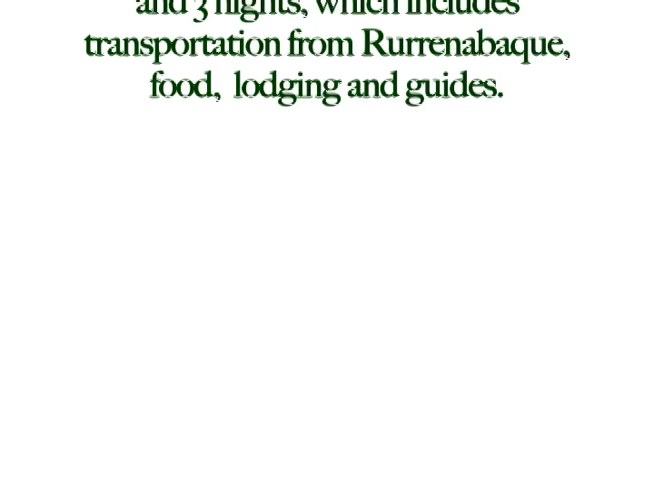 and 3 nights, which includes
transportation from Rurrenabaque,
food, lodging and guides.